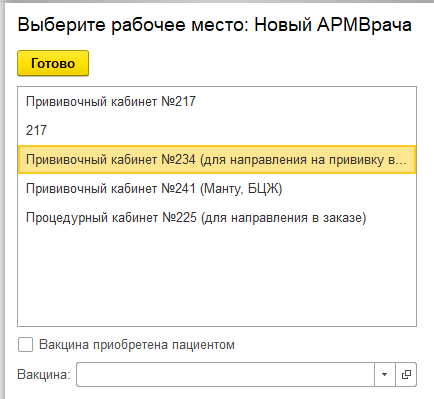 Выберите рабочее место: Новый АРМВрача
Готово
Прививочный кабинет №217
217
Прививочный кабинет №234 (для направления на прививку в...
Прививочный кабинет №241 (Манту, БЦЖ)
Процедурный кабинет №225 (для направления в заказе)
Вакцина приобретена пациентом
Вакцина: